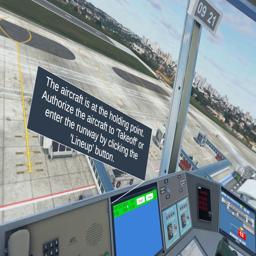 09 21
The aircraft is at the holding point.
Authorize the aircraft to 'Takeoff' or
enter the runway by clicking the
'Lineup' button.